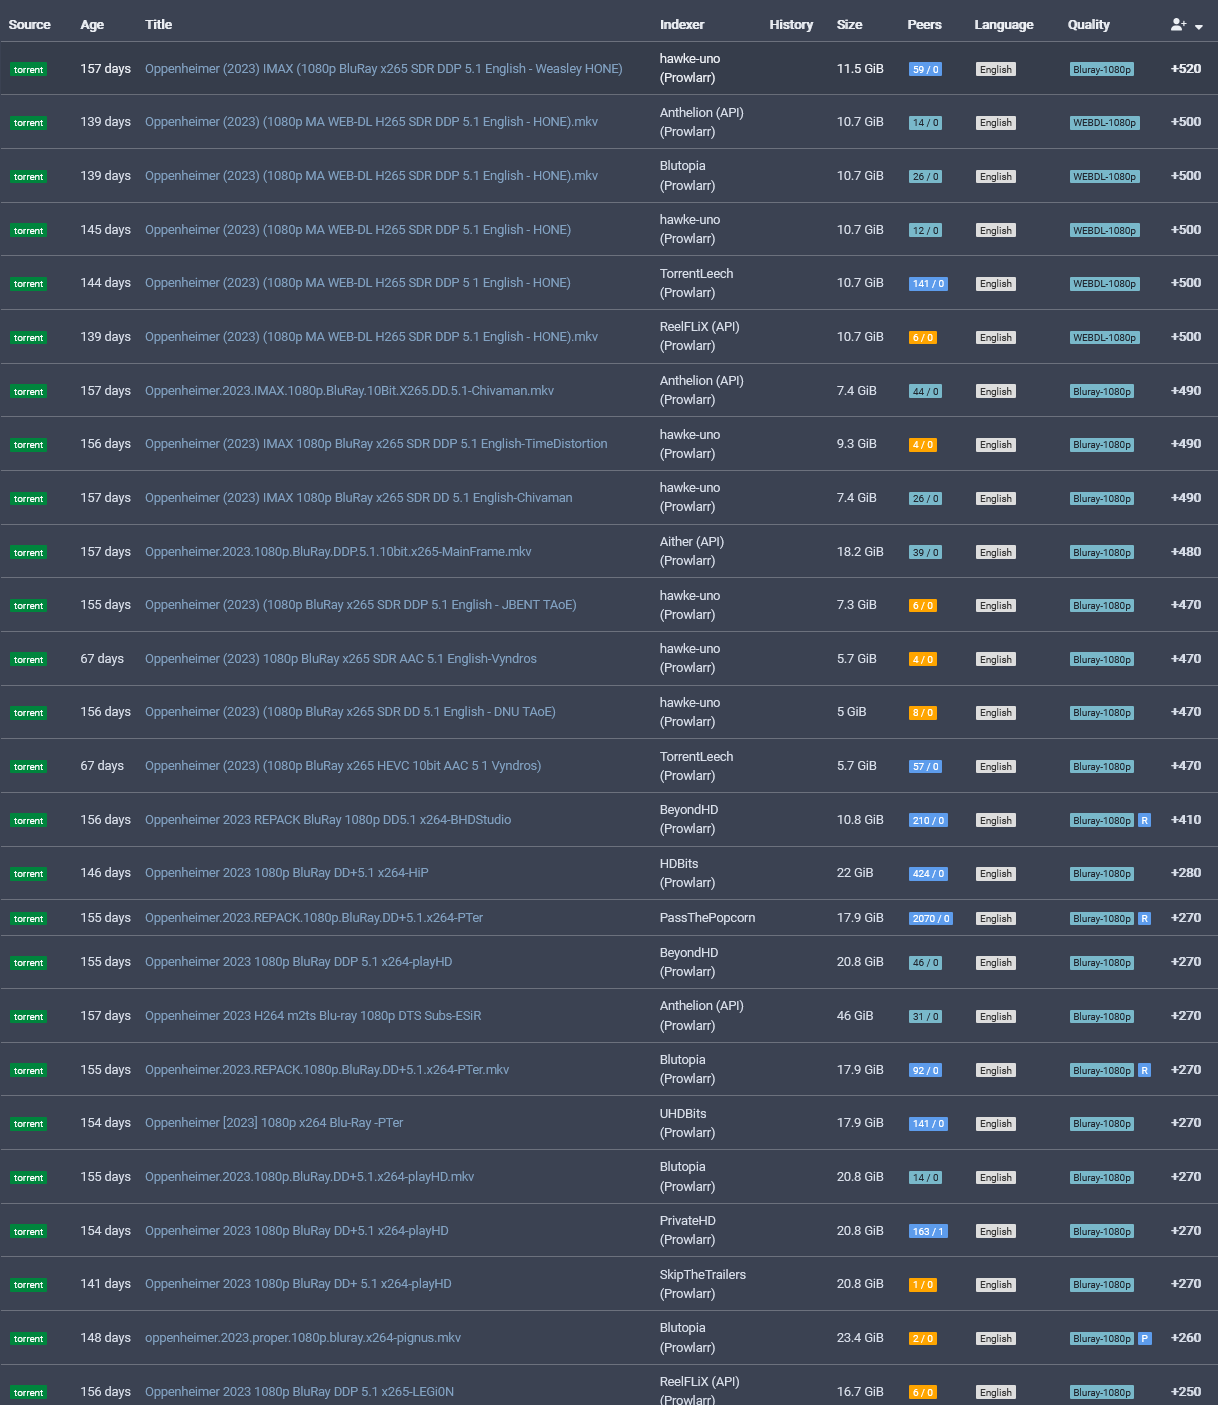 Source Age Title Indexer History Size Peers Language Quality
torrent 157 days Oppenheimer (2023) IMAX (1080p BluRay x265 SDR DDP 5.1 English - Weasley HONE) hawke-uno (Prowlarr) 11.5 GiB 59 / 0 English Bluray-1080p +520
torrent 139 days Oppenheimer (2023) (1080p MA WEB-DL H265 SDR DDP 5.1 English - HONE).mkv Anthelion (API) (Prowlarr) 10.7 GiB 14 / 0 English WEBDL-1080p +500
torrent 139 days Oppenheimer (2023) (1080p MA WEB-DL H265 SDR DDP 5.1 English - HONE).mkv Blutopia (Prowlarr) 10.7 GiB 26 / 0 English WEBDL-1080p +500
torrent 145 days Oppenheimer (2023) (1080p MA WEB-DL H265 SDR DDP 5.1 English - HONE) hawke-uno (Prowlarr) 10.7 GiB 12 / 0 English WEBDL-1080p +500
torrent 144 days Oppenheimer (2023) (1080p MA WEB-DL H265 SDR DDP 5 1 English - HONE) TorrentLeech (Prowlarr) 10.7 GiB 141 / 0 English WEBDL-1080p +500
torrent 139 days Oppenheimer (2023) (1080p MA WEB-DL H265 SDR DDP 5.1 English - HONE).mkv ReelFLiX (API) (Prowlarr) 10.7 GiB 6 / 0 English WEBDL-1080p +500
torrent 157 days Oppenheimer.2023.IMAX.1080p.BluRay.10Bit.X265.DD.5.1-Chivaman.mkv Anthelion (API) (Prowlarr) 7.4 GiB 44 / 0 English Bluray-1080p +490
torrent 156 days Oppenheimer (2023) IMAX 1080p BluRay x265 SDR DDP 5.1 English-TimeDistortion hawke-uno (Prowlarr) 9.3 GiB 4 / 0 English Bluray-1080p +490
torrent 157 days Oppenheimer (2023) IMAX 1080p BluRay x265 SDR DD 5.1 English-Chivaman hawke-uno (Prowlarr) 7.4 GiB 26 / 0 English Bluray-1080p +490
torrent 157 days Oppenheimer.2023.1080p.BluRay.DDP.5.1.10bit.x265-MainFrame.mkv Aither (API) (Prowlarr) 18.2 GiB 39 / 0 English Bluray-1080p +480
torrent 155 days Oppenheimer (2023) (1080p BluRay x265 SDR DDP 5.1 English - JBENT TAoE) hawke-uno (Prowlarr) 7.3 GiB 6 / 0 English Bluray-1080p +470
torrent 67 days Oppenheimer (2023) 1080p BluRay x265 SDR AAC 5.1 English-Vyndros hawke-uno (Prowlarr) 5.7 GiB 4 / 0 English Bluray-1080p +470
torrent 156 days Oppenheimer (2023) (1080p BluRay x265 SDR DD 5.1 English - DNU TAoE) hawke-uno (Prowlarr) 5 GiB 8 / 0 English Bluray-1080p +470
torrent 67 days Oppenheimer (2023) (1080p BluRay x265 HEVC 10bit AAC 5 1 Vyndros) TorrentLeech (Prowlarr) 5.7 GiB 57 / 0 English Bluray-1080p +470
torrent 156 days Oppenheimer 2023 REPACK BluRay 1080p DD5.1 x264-BHDStudio BeyondHD (Prowlarr) 10.8 GiB 210 / 0 English Bluray-1080p R +410
torrent 146 days Oppenheimer 2023 1080p BluRay DD+5.1 x264-HiP HDBits (Prowlarr) 22 GiB 424 / 0 English Bluray-1080p +280
torrent 155 days Oppenheimer.2023.REPACK.1080p.BluRay.DD+5.1.x264-PTer PassThePopcorn 17.9 GiB 2070 / 0 English Bluray-1080p R +270
torrent 155 days Oppenheimer 2023 1080p BluRay DDP 5.1 x264-playHD BeyondHD (Prowlarr) 20.8 GiB 46 / 0 English Bluray-1080p +270
torrent 157 days Oppenheimer 2023 H264 m2ts Blu-ray 1080p DTS Subs-ESiR Anthelion (API) (Prowlarr) 46 GiB 31 / 0 English Bluray-1080p +270
torrent 155 days Oppenheimer.2023.REPACK.1080p.BluRay.DD+5.1.x264-PTer.mkv Blutopia (Prowlarr) 17.9 GiB 92 / 0 English Bluray-1080p R +270
torrent 154 days Oppenheimer [2023] 1080p x264 Blu-Ray -PTer UHDBits (Prowlarr) 17.9 GiB 141 / 0 English Bluray-1080p +270
torrent 155 days Oppenheimer.2023.1080p.BluRay.DD+5.1.x264-playHD.mkv Blutopia (Prowlarr) 20.8 GiB 14 / 0 English Bluray-1080p +270
torrent 154 days Oppenheimer 2023 1080p BluRay DD+5.1 x264-playHD PrivateHD (Prowlarr) 20.8 GiB 163 / 1 English Bluray-1080p +270
torrent 141 days Oppenheimer 2023 1080p BluRay DD+ 5.1 x264-playHD SkipTheTrailers (Prowlarr) 20.8 GiB 1 / 0 English Bluray-1080p +270
torrent 148 days oppenheimer.2023.proper.1080p.bluray.x264-pignus.mkv Blutopia (Prowlarr) 23.4 GiB 2 / 0 English Bluray-1080p P +260
torrent 156 days Oppenheimer 2023 1080p BluRay DDP 5.1 x265-LEGi0N ReelFLiX (API) (Prowlarr) 16.7 GiB 6 / 0 English Bluray-1080p +250